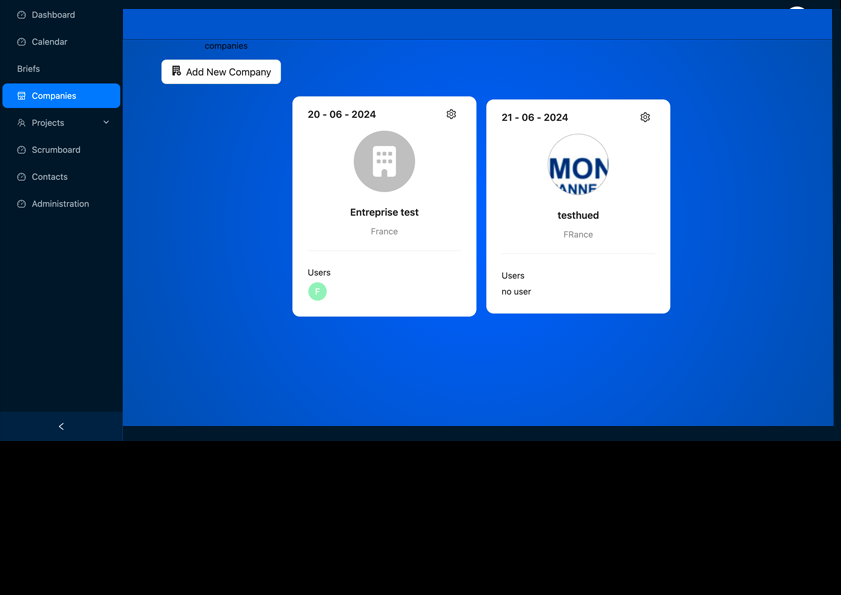 Dashboard
Calendar
Briefs
Companies
Projects
Scrumboard
Contacts
Administration
companies
Add New Company
20 - 06 - 2024
Entreprise test
France
Users
F
21 - 06 - 2024
MON
ANNE
testhued
FRance
Users
no user